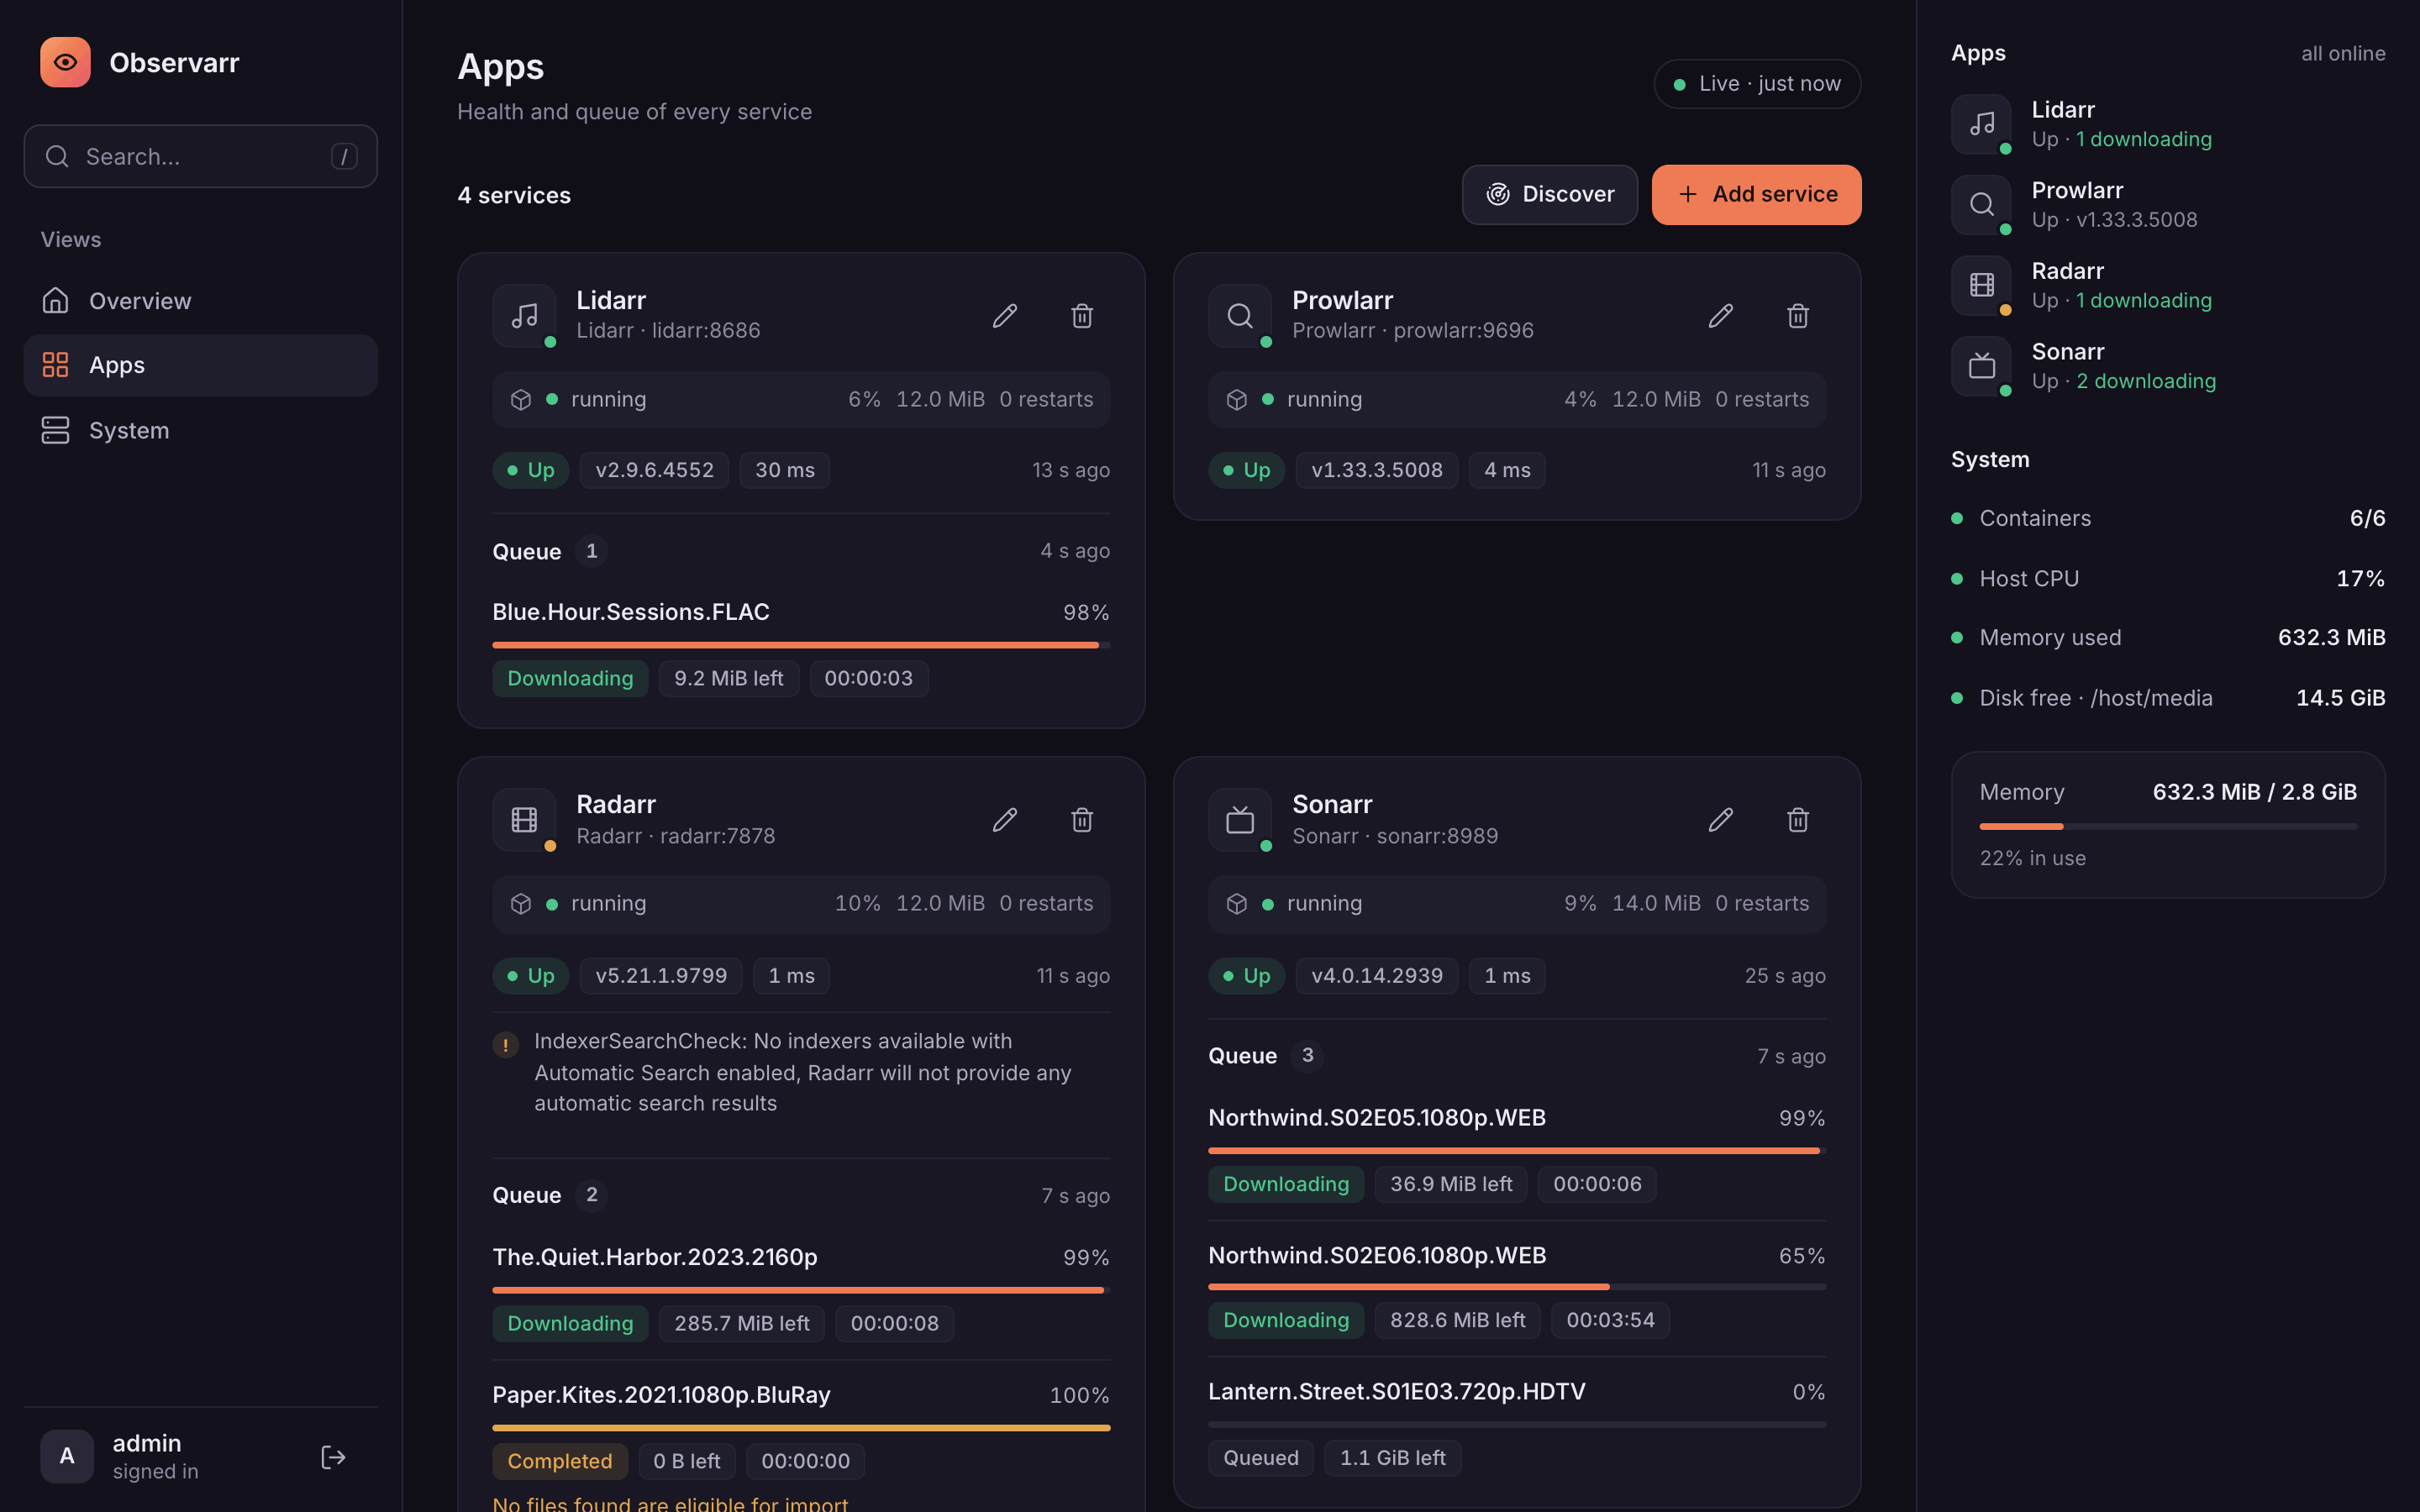 Observarr
Search...
/
Views
Overview
Apps
System
A
admin
signed in
Apps
Health and queue of every service
Live · just now
4 services
Discover
Add service
Lidarr
Lidarr · lidarr:8686
running
6% 12.0 MiB 0 restarts
Up
v2.9.6.4552
30 ms
13 s ago
Queue 1
4 s ago
Blue.Hour.Sessions.FLAC
98%
Downloading
9.2 MiB left
00:00:03
Prowlarr
Prowlarr · prowlarr:9696
running
4% 12.0 MiB 0 restarts
Up
v1.33.3.5008
4 ms
11 s ago
Radarr
Radarr · radarr:7878
running
10% 12.0 MiB 0 restarts
Up
v5.21.1.9799
1 ms
11 s ago
!
IndexerSearchCheck: No indexers available with
Automatic Search enabled, Radarr will not provide any
automatic search results
Queue 2
7 s ago
The.Quiet.Harbor.2023.2160p
99%
Downloading
285.7 MiB left
00:00:08
Paper.Kites.2021.1080p.BluRay
100%
Completed
0 B left
00:00:00
No files found are eligible for import
Sonarr
Sonarr · sonarr:8989
running
9% 14.0 MiB 0 restarts
Up
v4.0.14.2939
1 ms
25 s ago
Queue 3
7 s ago
Northwind.S02E05.1080p.WEB
99%
Downloading
36.9 MiB left
00:00:06
Northwind.S02E06.1080p.WEB
65%
Downloading
828.6 MiB left
00:03:54
Lantern.Street.S01E03.720p.HDTV
0%
Queued
1.1 GiB left
Apps
all online
Lidarr
Up · 1 downloading
Prowlarr
Up · v1.33.3.5008
Radarr
Up · 1 downloading
Sonarr
Up · 2 downloading
System
Containers
6/6
Host CPU
17%
Memory used
632.3 MiB
Disk free · /host/media
14.5 GiB
Memory
632.3 MiB / 2.8 GiB
22% in use